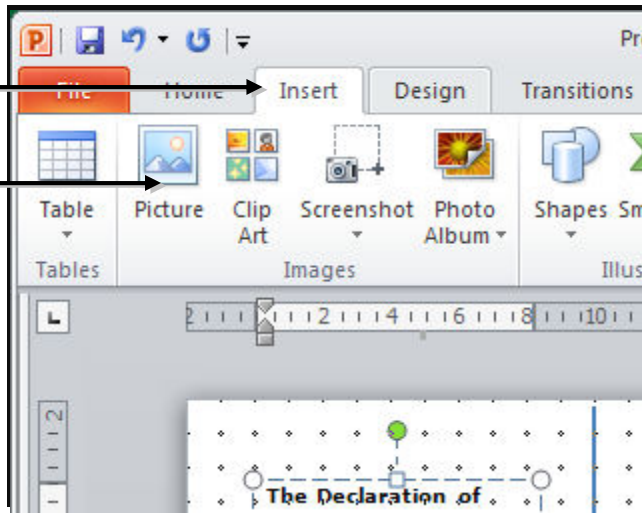 P
Pr
File Home Insert Design Transitions
Table Picture Clip Art Screenshot Photo Album Shapes Sm
Tables Images Illus
L 2 2 4 6 8 10
2
The Declaration of